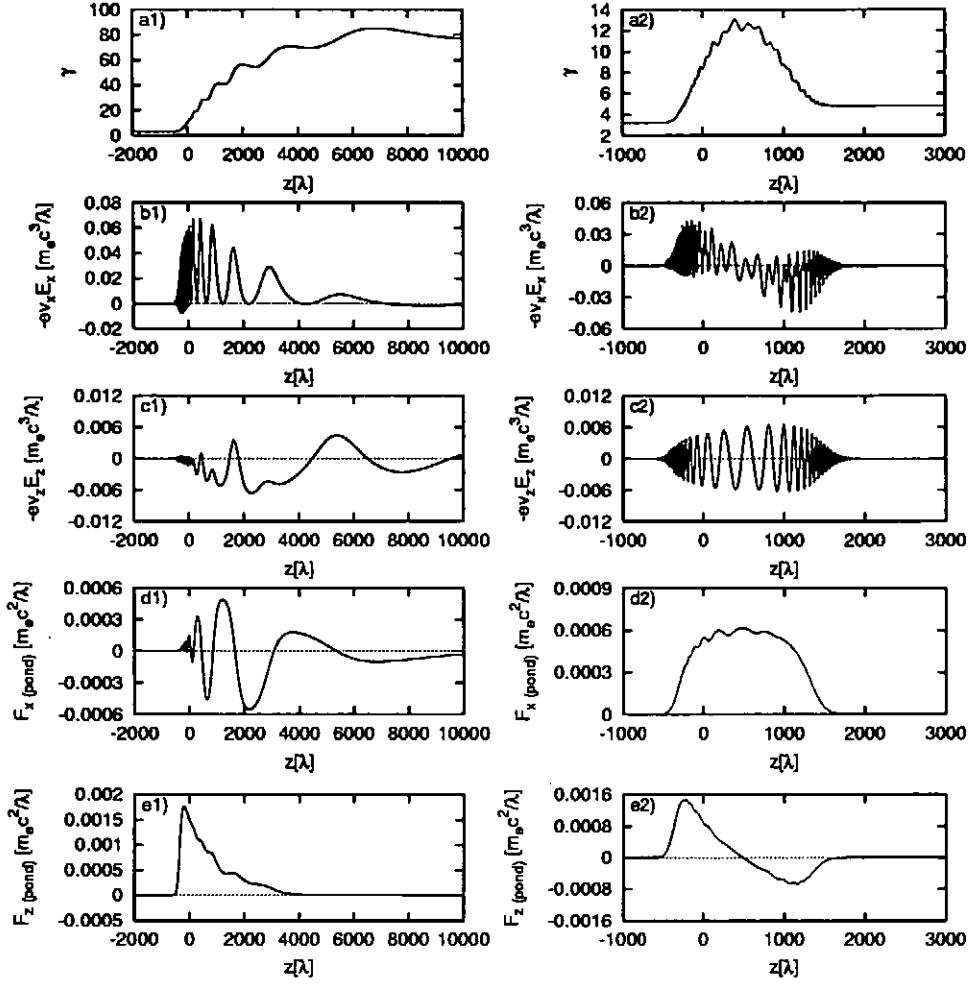 a1)
100
80
60
40
20
0
γ
-2000 0 2000 4000 6000 8000 10000
z[λ]
a2)
14
12
10
8
6
4
2
γ
-1000 0 1000 2000 3000
z[λ]
b1)
0.08
0.06
0.04
0.02
0
-0.02
-ev_xE_x [m_ec^3/λ]
-2000 0 2000 4000 6000 8000 10000
z[λ]
b2)
0.06
0.03
0
-0.03
-0.06
-ev_xE_x [m_ec^3/λ]
-1000 0 1000 2000 3000
z[λ]
c1)
0.012
0.006
0
-0.006
-0.012
-ev_zE_z [m_ec^3/λ]
-2000 0 2000 4000 6000 8000 10000
z[λ]
c2)
0.012
0.006
0
-0.006
-0.012
-ev_zE_z [m_ec^3/λ]
-1000 0 1000 2000 3000
z[λ]
d1)
0.0006
0.0003
0
-0.0003
-0.0006
F_x (pond) [m_ec^2/λ]
-2000 0 2000 4000 6000 8000 10000
z[λ]
d2)
0.0009
0.0006
0.0003
0
F_x (pond) [m_ec^2/λ]
-1000 0 1000 2000 3000
z[λ]
e1)
0.002
0.0015
0.001
0.0005
0
-0.0005
F_z (pond) [m_ec^2/λ]
-2000 0 2000 4000 6000 8000 10000
z[λ]
e2)
0.0016
0.0008
0
-0.0008
-0.0016
F_z (pond) [m_ec^2/λ]
-1000 0 1000 2000 3000
z[λ]